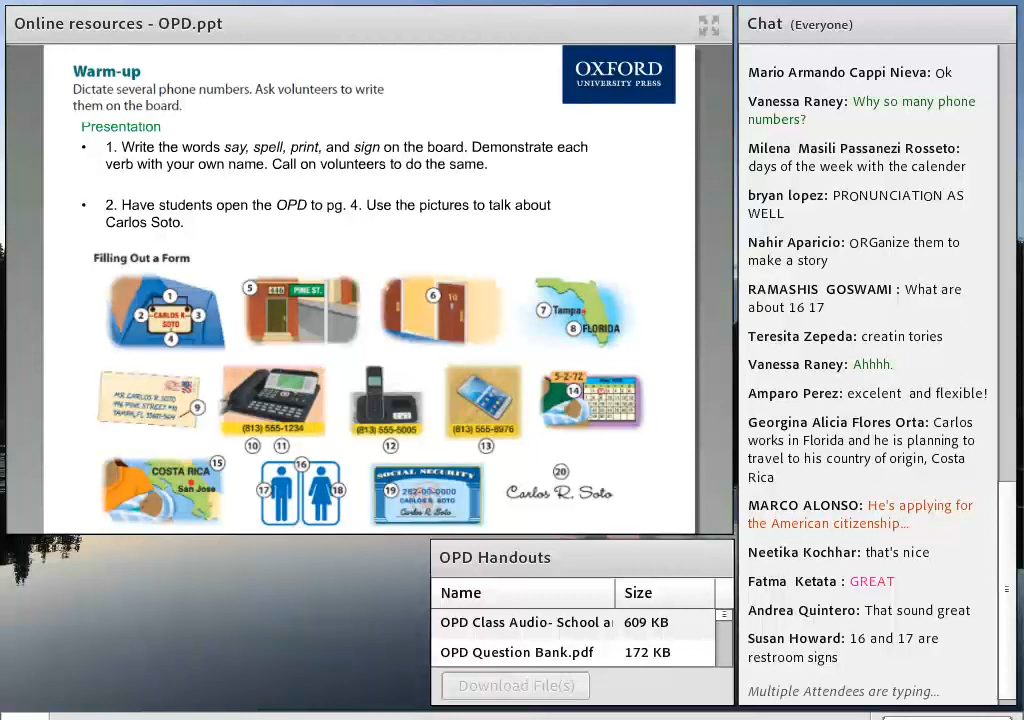 Online resources - OPD.ppt
Warm-up
Dictate several phone numbers. Ask volunteers to write
them on the board.
OXFORD
UNIVERSITY PRESS
Presentation
• 1. Write the words say, spell, print, and sign on the board. Demonstrate each
verb with your own name. Call on volunteers to do the same.
• 2. Have students open the OPD to pg. 4. Use the pictures to talk about
Carlos Soto.
Filling Out a Form
1
2
CARLOS R.
SOTO
3
4
5
PINE ST.
6
10
7 Tampa
8 FLORIDA
MR. CARLOS R. SOTO
9
(813) 555-1234
10 11
(813) 555-5005
12
(813) 555-6976
13
5-2-72
14
COSTA RICA
San Jose
15
16
17
18
SOCIAL SECURITY
19
CARLOS R. SOTO
Carlos R. Soto
20
Carlos R. Soto
OPD Handouts
Name Size
OPD Class Audio- School a 609 KB
OPD Question Bank.pdf 172 KB
Download File(s)
Chat (Everyone)
Mario Armando Cappi Nieva: Ok
Vanessa Raney: Why so many phone
numbers?
Milena Masili Passanezi Rosseto:
days of the week with the calender
bryan lopez: PRONUNCIATION AS
WELL
Nahir Aparicio: ORGanize them to
make a story
RAMASHIS GOSWAMI : What are
about 16 17
Teresita Zepeda: creatin tories
Vanessa Raney: Ahhhh.
Amparo Perez: excelent and flexible!
Georgina Alicia Flores Orta: Carlos
works in Florida and he is planning to
travel to his country of origin, Costa
Rica
MARCO ALONSO: He's applying for
the American citizenship...
Neetika Kochhar: that's nice
Fatma Ketata : GREAT
Andrea Quintero: That sound great
Susan Howard: 16 and 17 are
restroom signs
Multiple Attendees are typing...